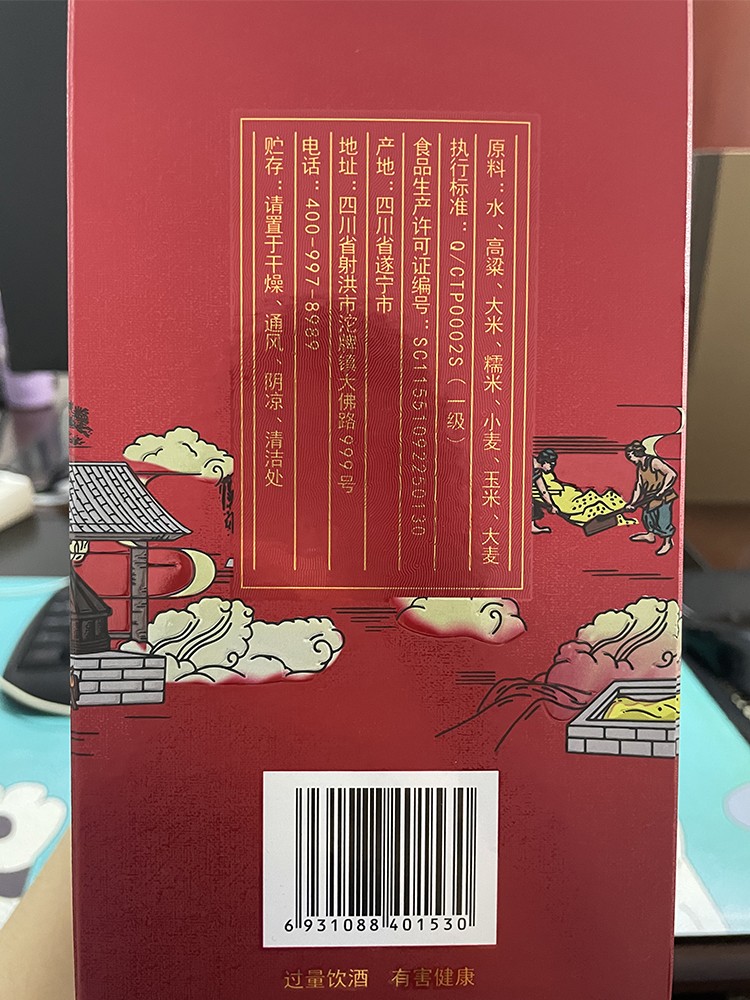 原料：水、高粱、大米、糯米、小麦、玉米、大麦
执行标准：Q/CTP0002S（一级）
食品生产许可证编号：SC11551092250130
产地：四川省遂宁市
地址：四川省射洪市沱牌镇大佛路999号
电话：400-997-8989
贮存：请置于干燥、通风、阴凉、清洁处
6 931088 401530
过量饮酒 有害健康